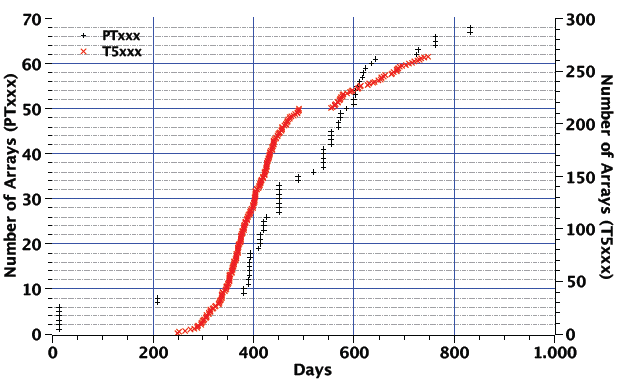 70
60
50
40
30
20
10
0
Number of Arrays (PTxxx)
PTxxx
T5xxx
300
250
200
150
100
50
0
Number of Arrays (T5xxx)
0 200 400 600 800 1.000
Days